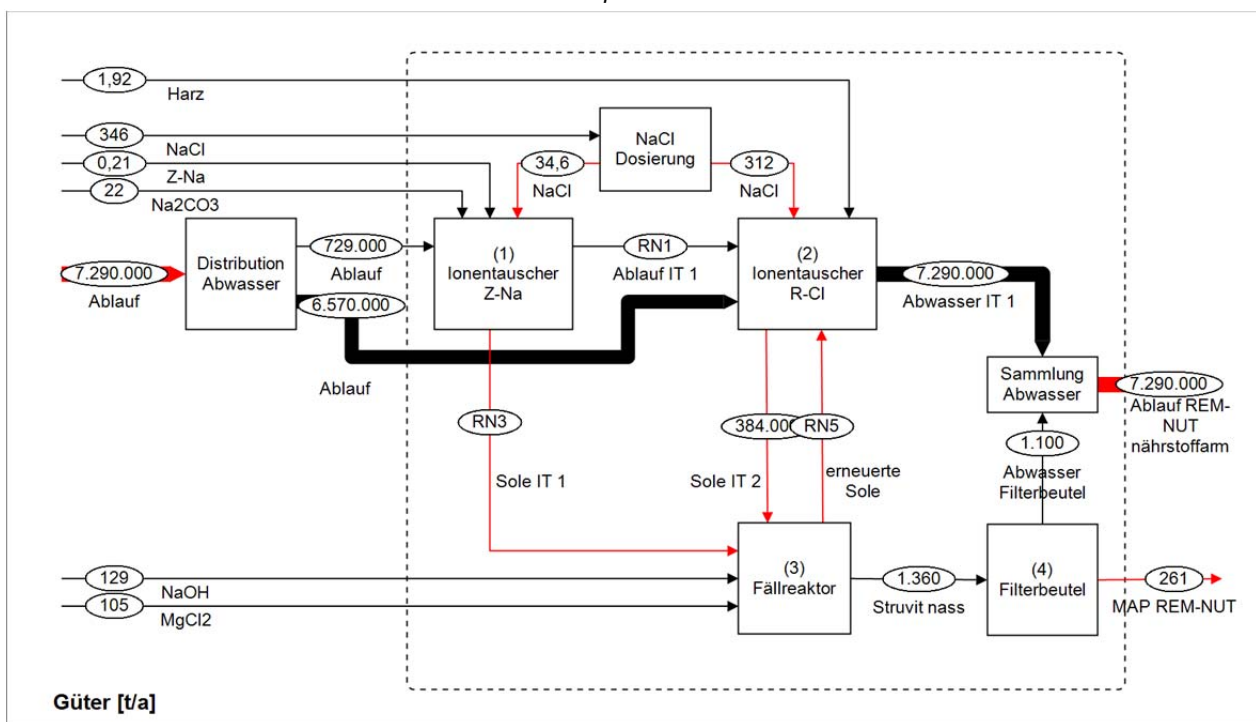 1,92
Harz
346
NaCl
0,21
Z-Na
22
Na2CO3
NaCl
Dosierung
34,6
NaCl
312
NaCl
7.290.000
Ablauf
Distribution
Abwasser
729.000
Ablauf
6.570.000
Ablauf
(1)
Ionentauscher
Z-Na
RN1
Ablauf IT 1
(2)
Ionentauscher
R-Cl
7.290.000
Abwasser IT 1
Sammlung
Abwasser
7.290.000
Ablauf REM-
NUT
nährstoffarm
RN3
Sole IT 1
384.000
Sole IT 2
RN5
erneuerte
Sole
1.100
Abwasser
Filterbeutel
129
NaOH
105
MgCl2
(3)
Fällreaktor
1.360
Struvit nass
(4)
Filterbeutel
261
MAP REM-NUT
Güter [t/a]